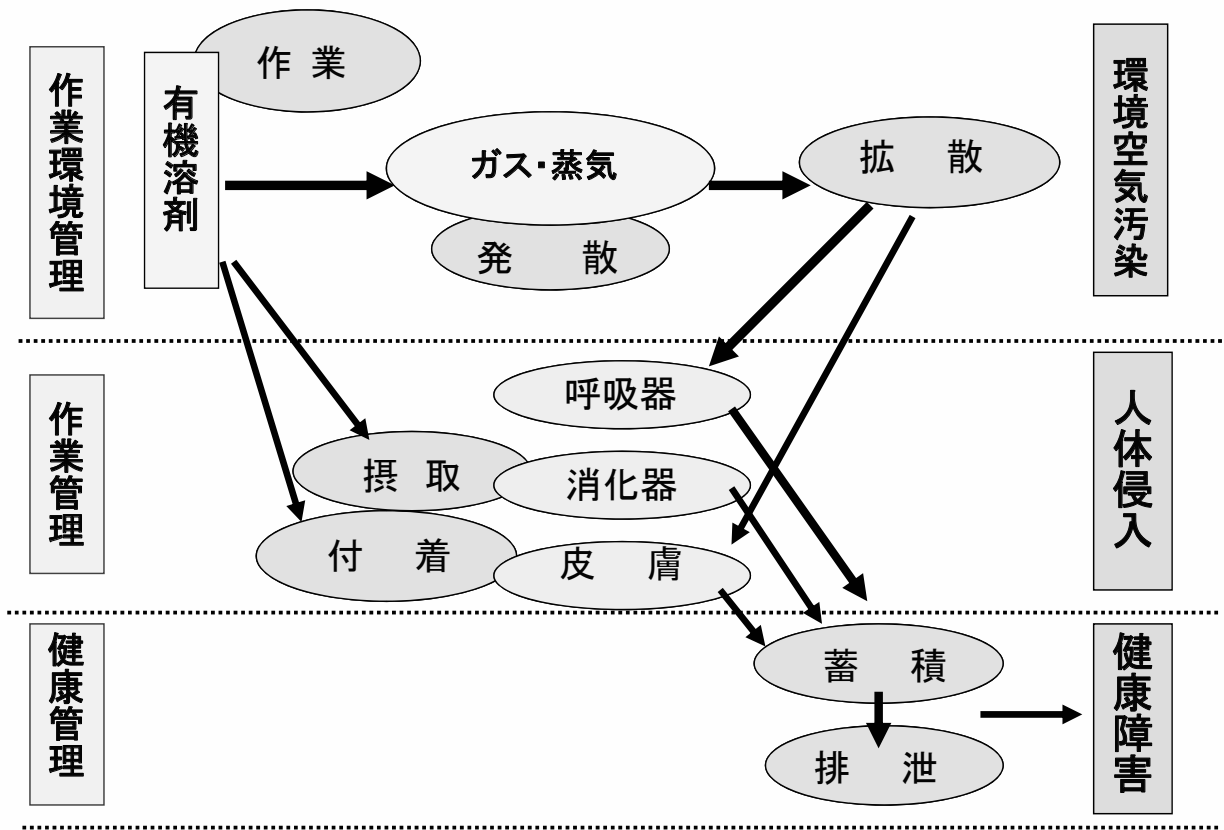 作業環境管理
有機溶剤
作 業
ガス・蒸気
発 散
拡 散
環境空気汚染
作業管理
呼吸器
摂 取
消化器
付 着
皮 膚
人体侵入
健康管理
蓄 積
排 泄
健康障害